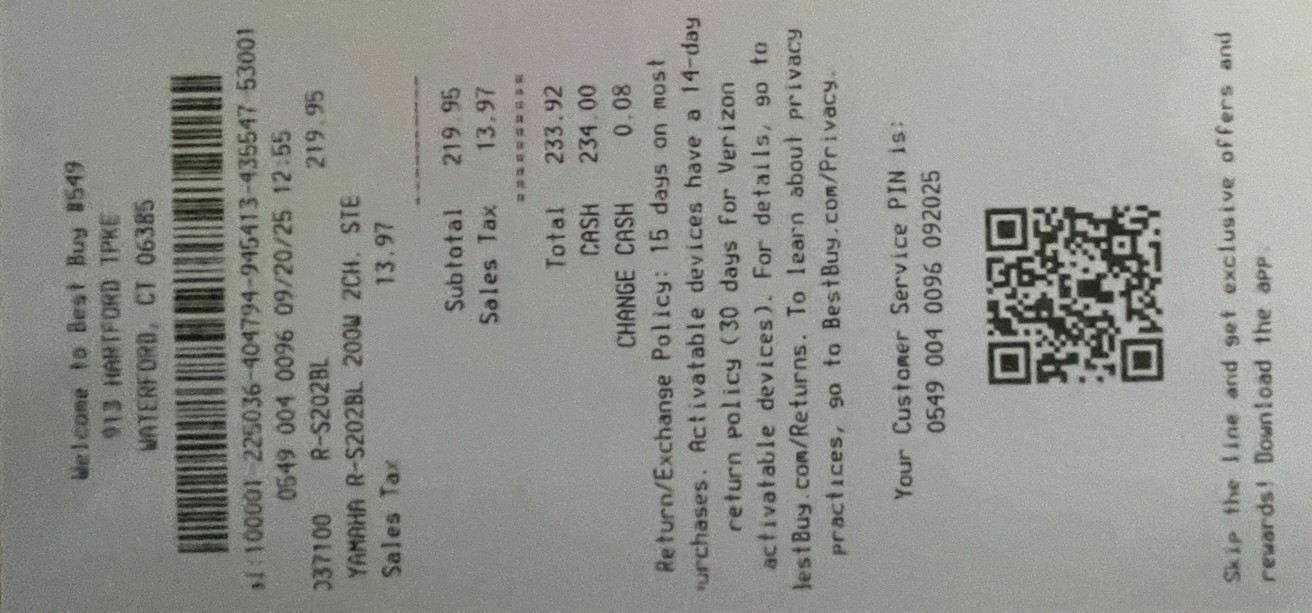 Welcome to Best Buy #549
913 HARTFORD TPKE
WATERFORD, CT 06385
l:100001-225036-404794-945413-435547-53001
0549 004 0096 09/20/25 12:55
037100 R-S202BL 219.95
YAMAHA R-S202BL 200W 2CH. STE
Sales Tax 13.97
----------
Subtotal 219.95
Sales Tax 13.97
==========
Total 233.92
CASH 234.00
CHANGE CASH 0.08
Return/Exchange Policy: 15 days on most
urchases. Activatable devices have a 14-day
return policy (30 days for Verizon
activatable devices). For details, go to
estBuy.com/Returns. To learn about privacy
practices, go to BestBuy.com/Privacy.
Your Customer Service PIN is:
0549 004 0096 092025
Skip the line and get exclusive offers and
rewards! Download the app.